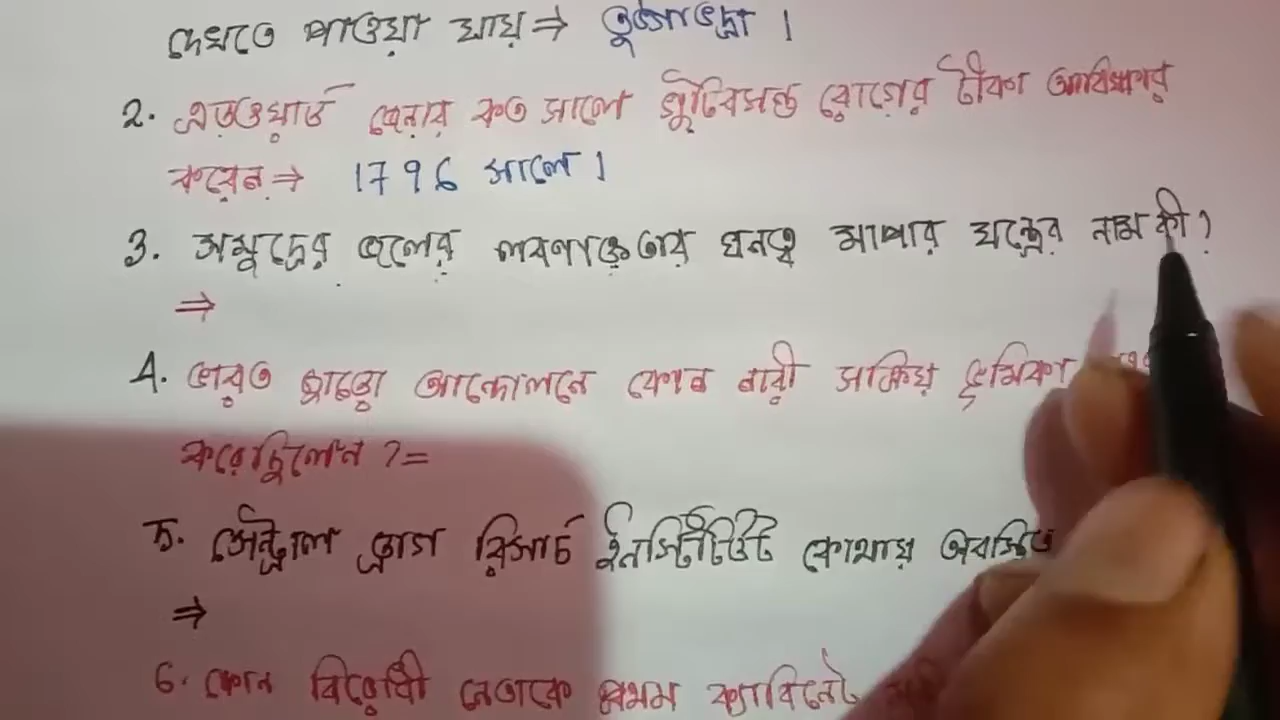 দেখতে পাওয়া যায় ⇒ তুঙ্গভদ্রা ।
2. এডওয়ার্ড জেনার কত সালে গুটিবসন্ত রোগের টীকা আবিষ্কার
করেন ⇒ 1796 সালে ।
3. সমুদ্রের জলের লবণাক্ততার ঘনত্ব মাপার যন্ত্রের নাম কী ?
⇒
4. ভারত ছাড়ো আন্দোলনে কোন নারী সক্রিয় ভূমিকা
করেছিলেন ? =
5. সেন্ট্রাল ড্রাগ রিসার্চ ইনস্টিটিউট কোথায় অবস্থিত
⇒
6. কোন বিরোধী নেতাকে প্রথম ক্যাবিনেট